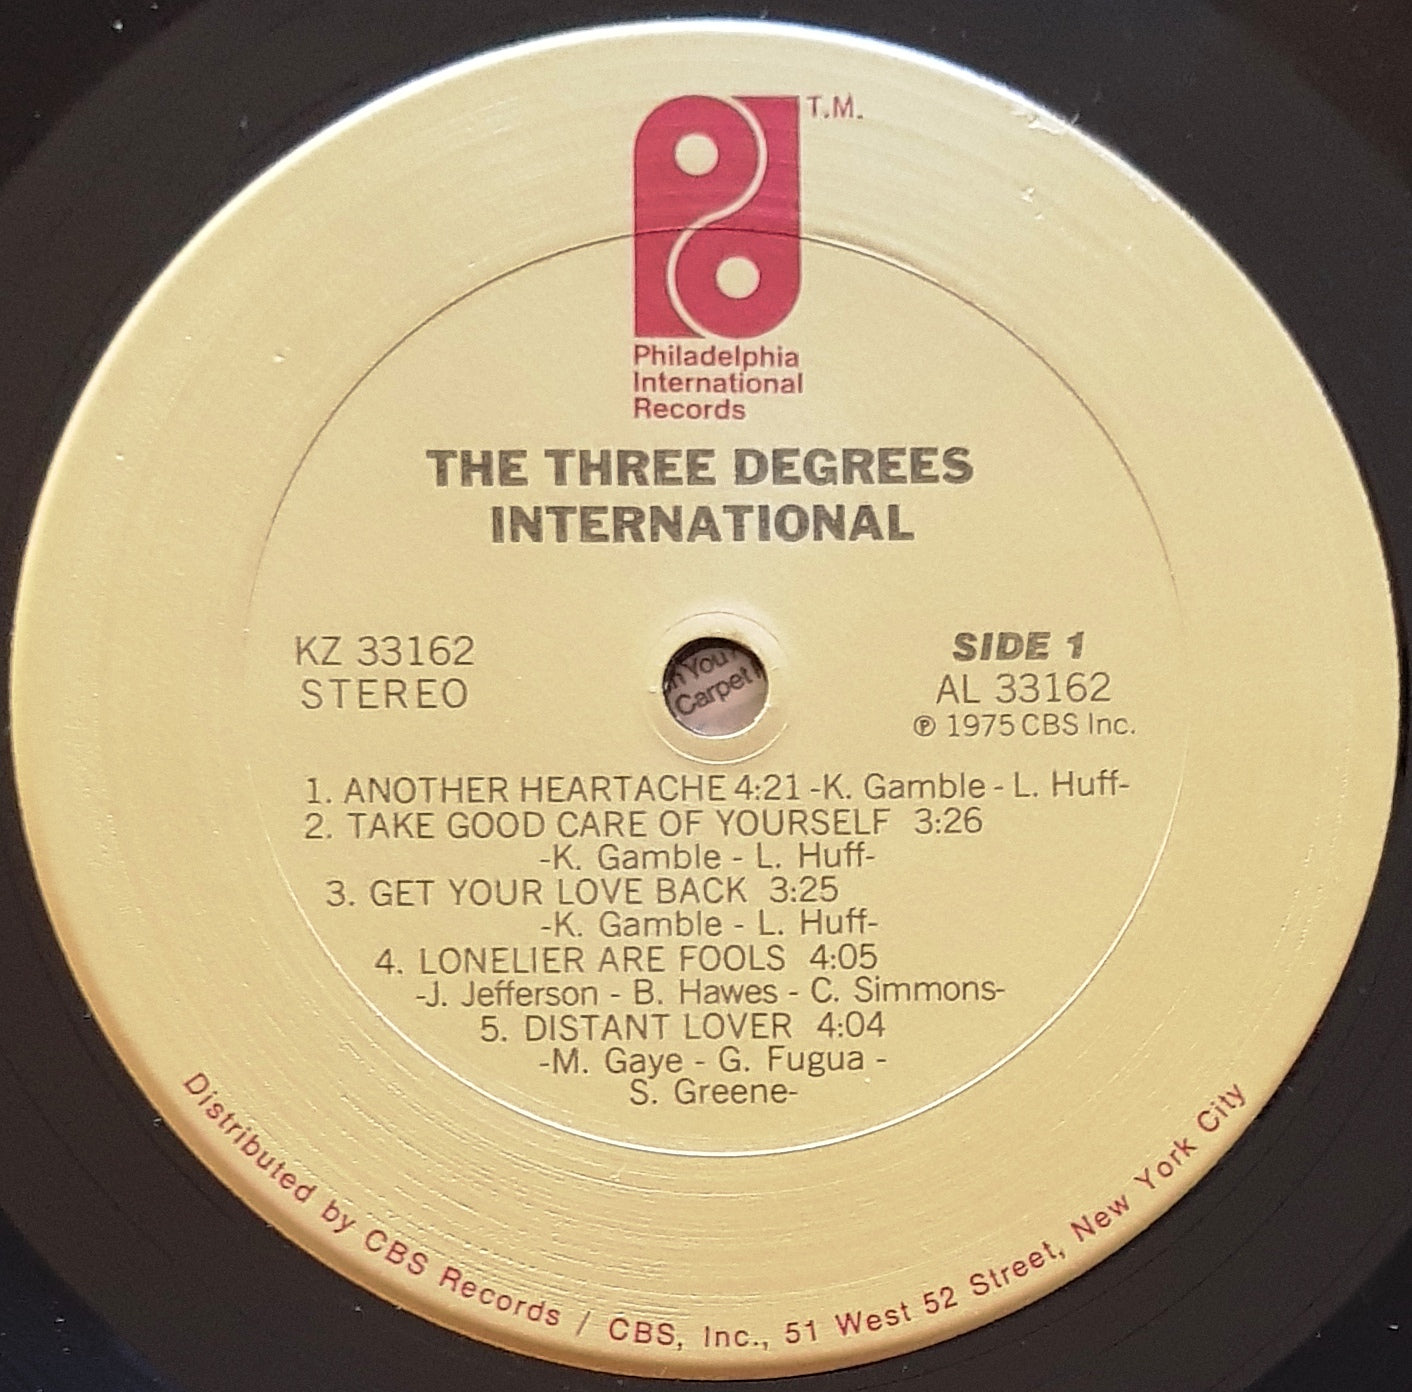 T.M.
Philadelphia
International
Records
THE THREE DEGREES
INTERNATIONAL
KZ 33162
STEREO
SIDE 1
AL 33162
℗ 1975 CBS Inc.
You
Carpet
1. ANOTHER HEARTACHE 4:21 -K. Gamble - L. Huff-
2. TAKE GOOD CARE OF YOURSELF 3:26
-K. Gamble - L. Huff-
3. GET YOUR LOVE BACK 3:25
-K. Gamble - L. Huff-
4. LONELIER ARE FOOLS 4:05
-J. Jefferson - B. Hawes - C. Simmons-
5. DISTANT LOVER 4:04
-M. Gaye - G. Fugua -
S. Greene-
Distributed by CBS Records / CBS, Inc., 51 West 52 Street, New York City